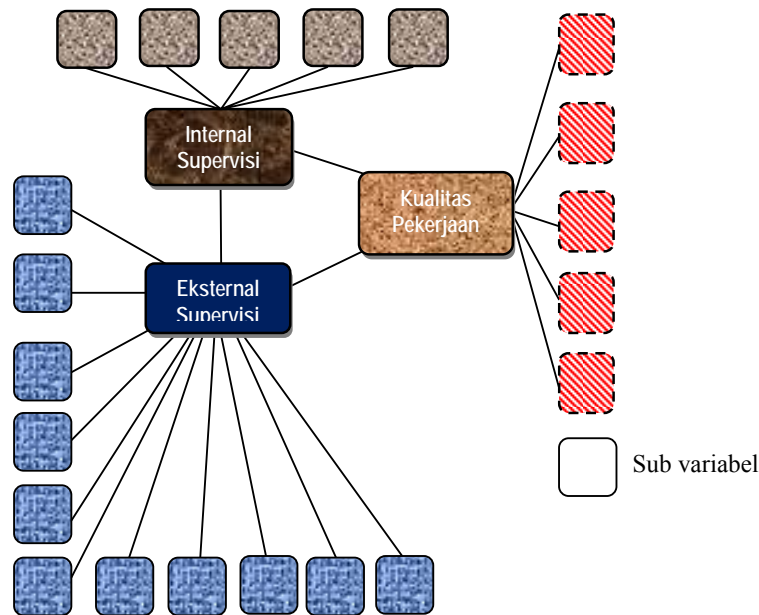 Internal
Supervisi
Kualitas
Pekerjaan
Eksternal
Supervisi
Sub variabel